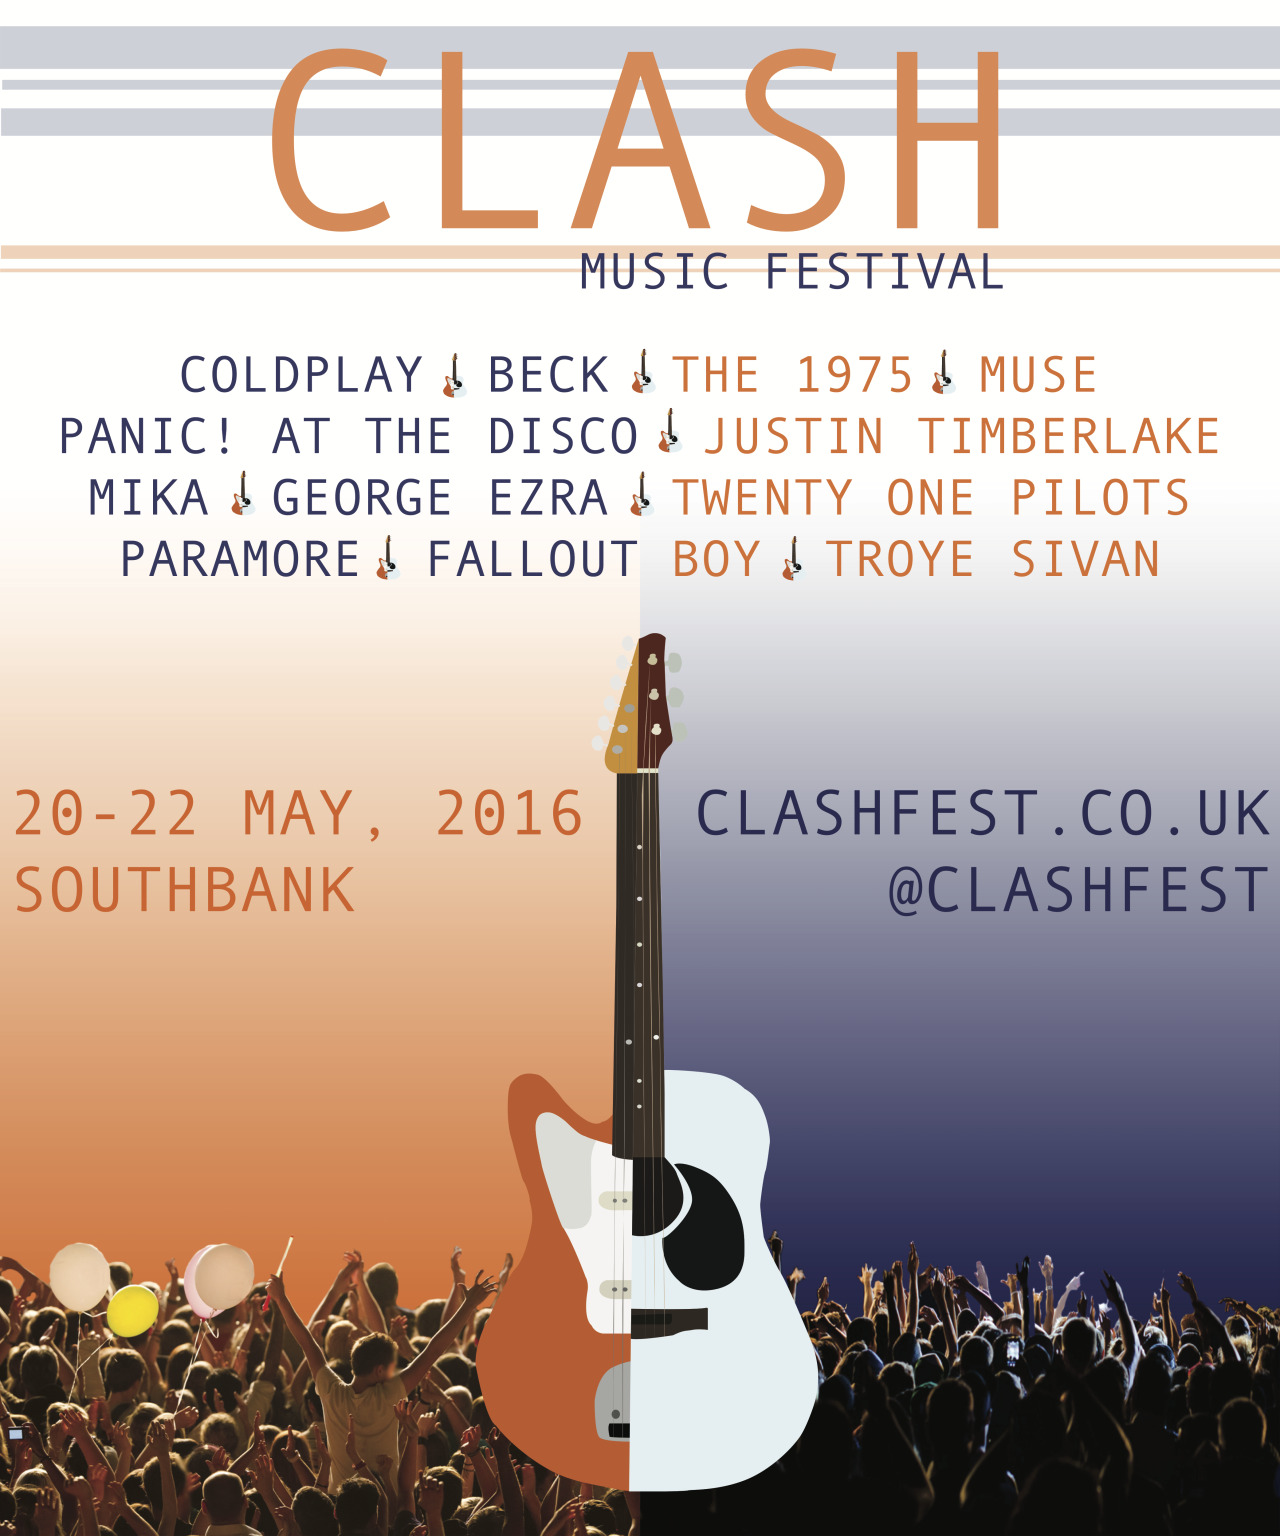 CLASH
MUSIC FESTIVAL
COLDPLAY BECK THE 1975 MUSE
PANIC! AT THE DISCO JUSTIN TIMBERLAKE
MIKA GEORGE EZRA TWENTY ONE PILOTS
PARAMORE FALLOUT BOY TROYE SIVAN
20-22 MAY, 2016
SOUTHBANK
CLASHFEST.CO.UK
@CLASHFEST